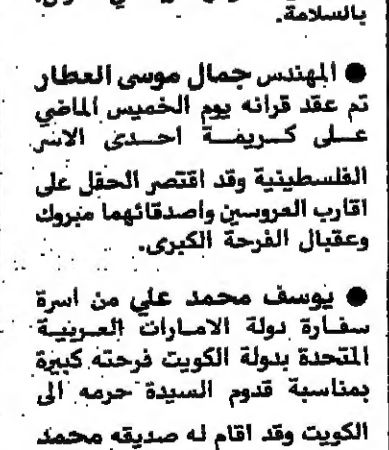 بالسلامة.
● المهندس جمال موسى العطار
تم عقد قرانه يوم الخميس الماضي
على كريمة احدى الاسر
الفلسطينية وقد اقتصر الحفل على
اقارب العروسين واصدقائهما مبروك
وعقبال الفرحة الكبرى.
● يوسف محمد علي من اسرة
سفارة دولة الامارات العربية
المتحدة بدولة الكويت فرحته كبيرة
بمناسبة قدوم السيدة حرمه الى
الكويت وقد اقام له صديقه محمد